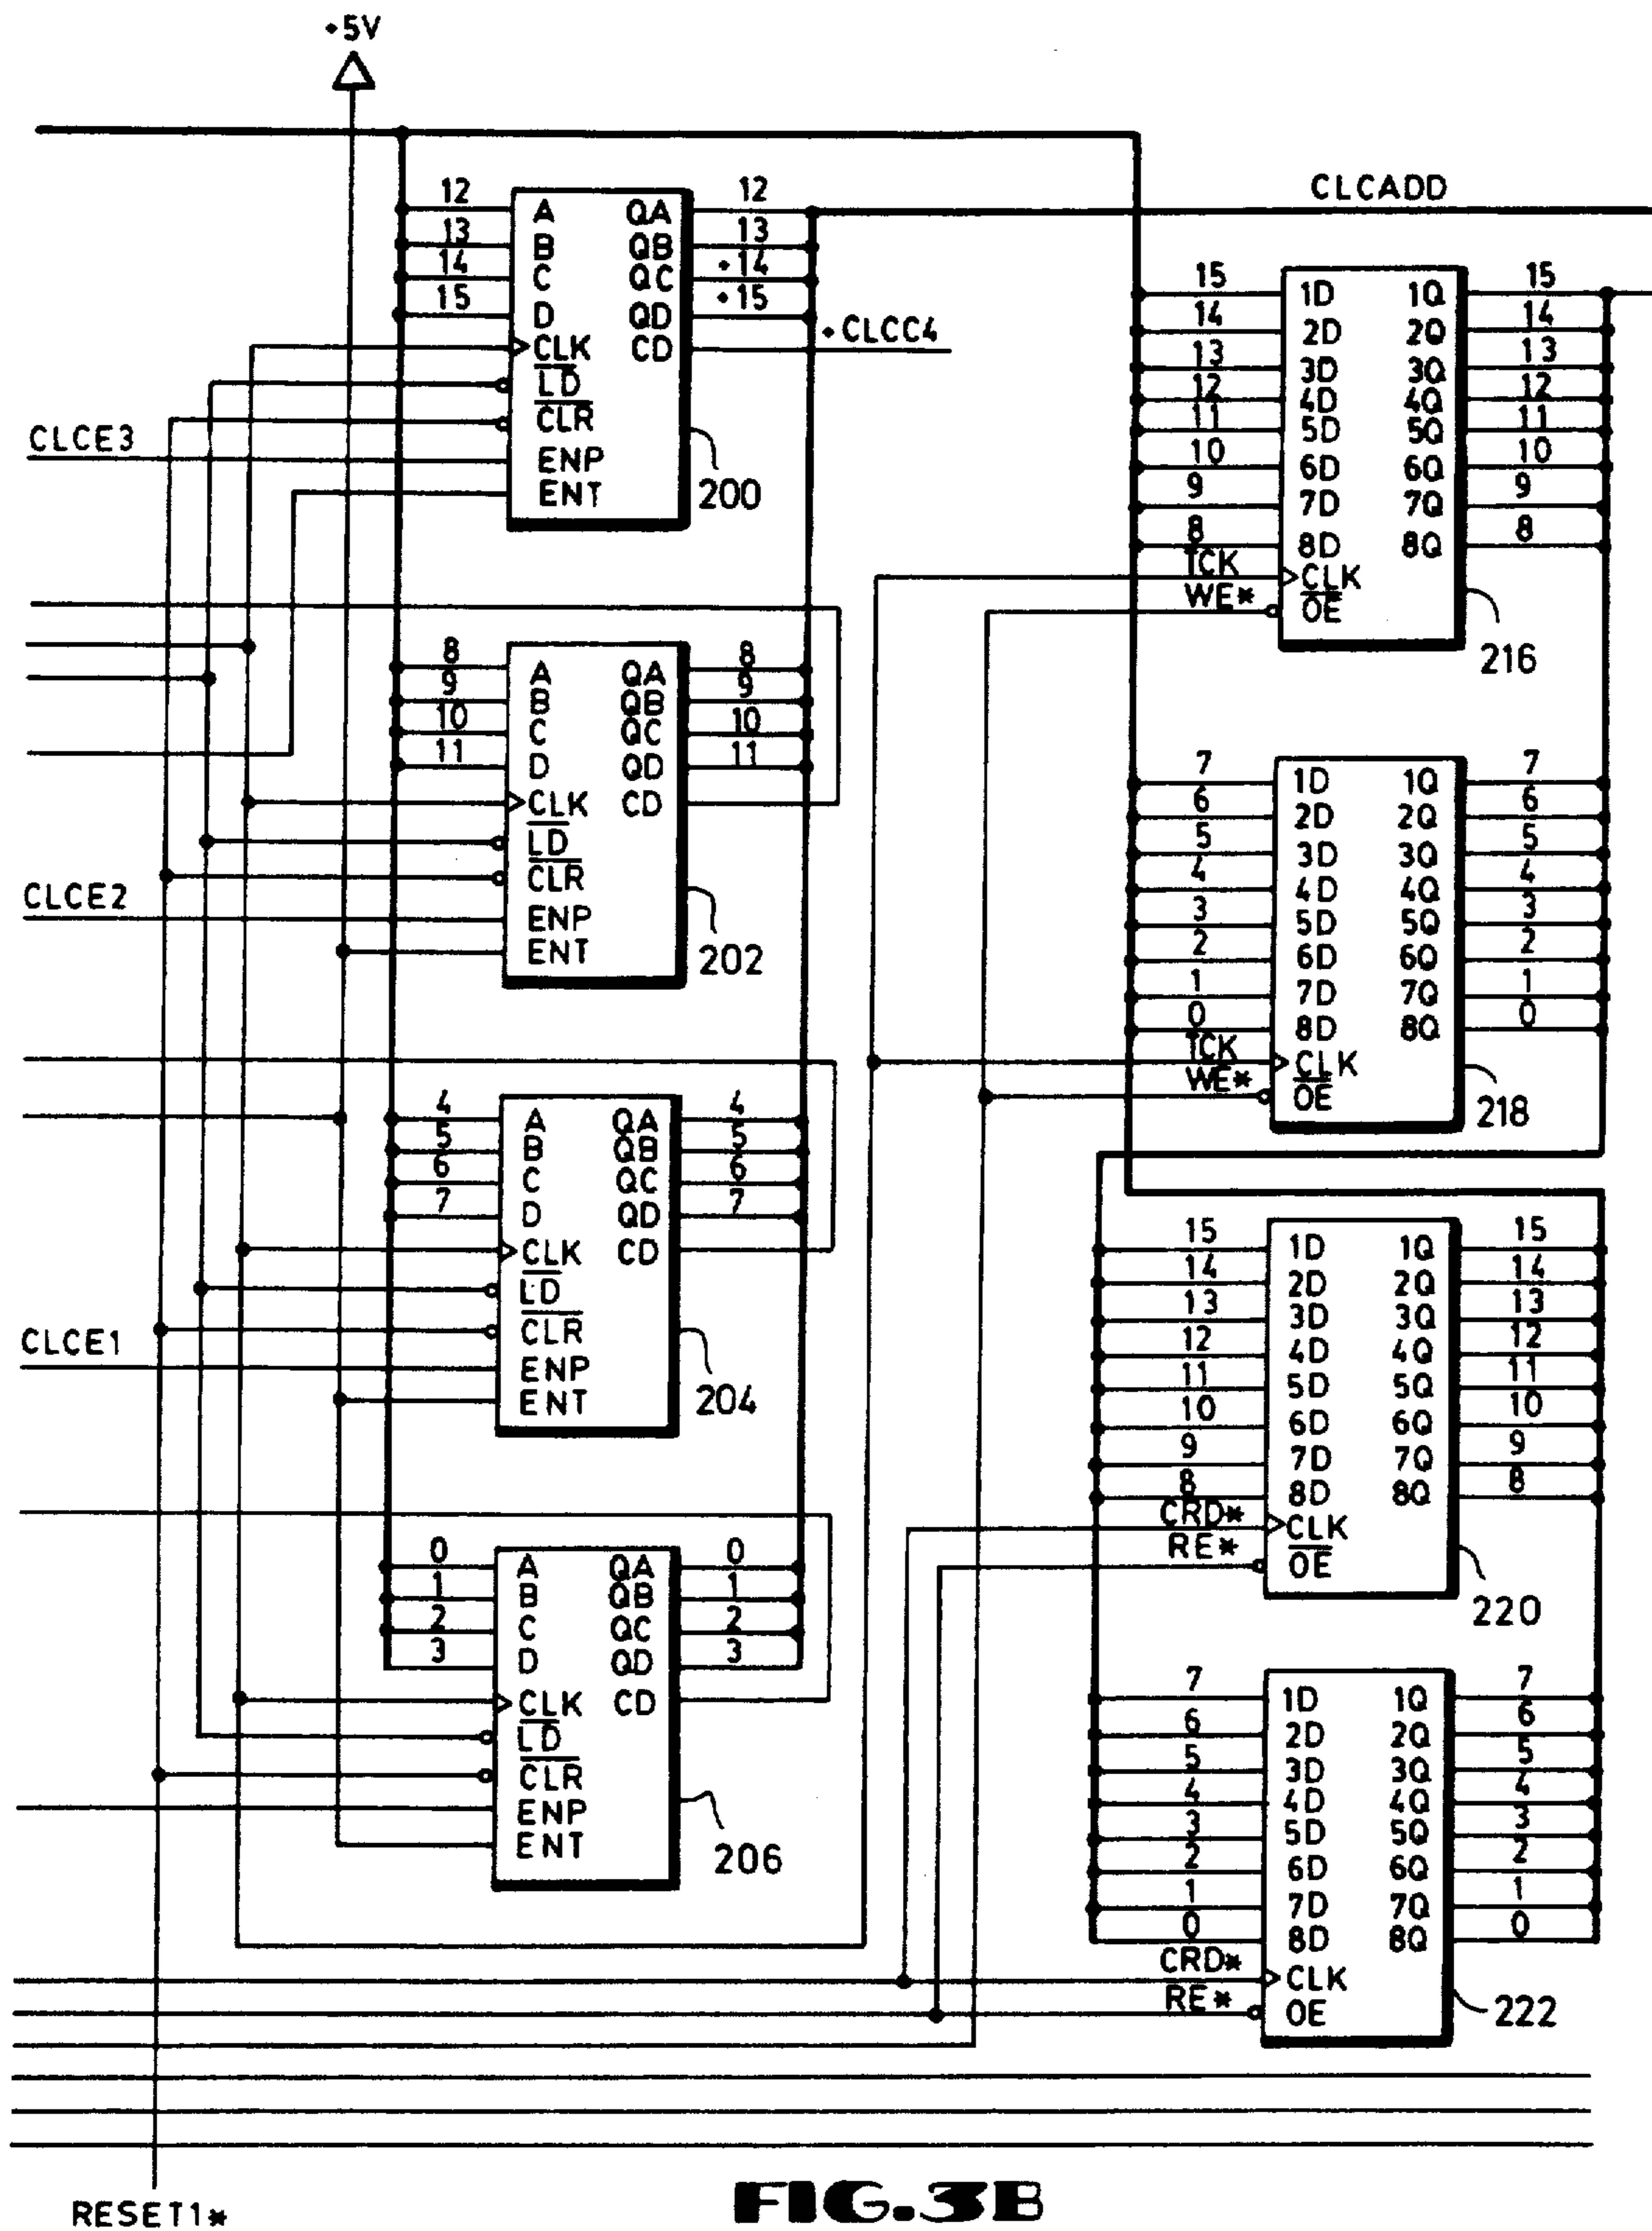 +5V
CLCADD
12 A QA 12
13 B QB 13
14 C QC +14
15 D QD +15
CLK CD +CLCC4
LD
CLR
CLCE3 ENP
ENT
200
8 A QA 8
9 B QB 9
10 C QC 10
11 D QD 11
CLK CD
LD
CLR
CLCE2 ENP
ENT
202
4 A QA 4
5 B QB 5
6 C QC 6
7 D QD 7
CLK CD
LD
CLR
CLCE1 ENP
ENT
204
0 A QA 0
1 B QB 1
2 C QC 2
3 D QD 3
CLK CD
LD
CLR
ENP
ENT
206
15 1D 1Q 15
14 2D 2Q 14
13 3D 3Q 13
12 4D 4Q 12
11 5D 5Q 11
10 6D 6Q 10
9 7D 7Q 9
8 8D 8Q 8
TCK CLK
WE* OE
216
7 1D 1Q 7
6 2D 2Q 6
5 3D 3Q 5
4 4D 4Q 4
3 5D 5Q 3
2 6D 6Q 2
1 7D 7Q 1
0 8D 8Q 0
TCK CLK
WE* OE
218
15 1D 1Q 15
14 2D 2Q 14
13 3D 3Q 13
12 4D 4Q 12
11 5D 5Q 11
10 6D 6Q 10
9 7D 7Q 9
8 8D 8Q 8
CRD* CLK
RE* OE
220
7 1D 1Q 7
6 2D 2Q 6
5 3D 3Q 5
4 4D 4Q 4
3 5D 5Q 3
2 6D 6Q 2
1 7D 7Q 1
0 8D 8Q 0
CRD* CLK
RE* OE
222
RESET1*
FIG.3B